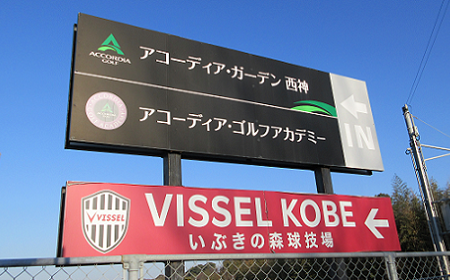 ACCORDIA
GOLF
アコーディア・ガーデン 西神
アコーディア・ゴルフアカデミー
IN
VISSEL
VISSEL KOBE
いぶきの森球技場